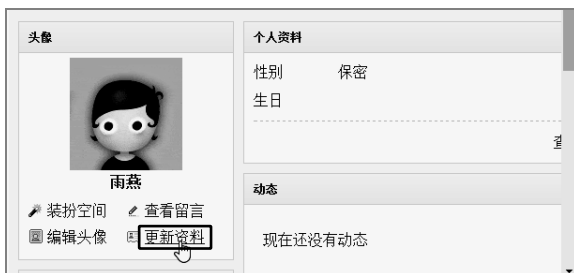 头像
雨燕
装扮空间 查看留言
编辑头像 更新资料
个人资料
性别 保密
生日
动态
现在还没有动态